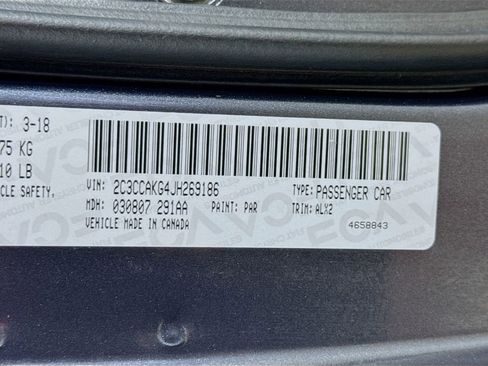 T): 3-18
75 KG
10 LB
CLE SAFETY,
VIN: 2C3CCAKG4JH269186 TYPE: PASSENGER CAR
MDH: 030807 291AA PAINT: PAR TRIM: ALX2
VEHICLE MADE IN CANADA
4658843